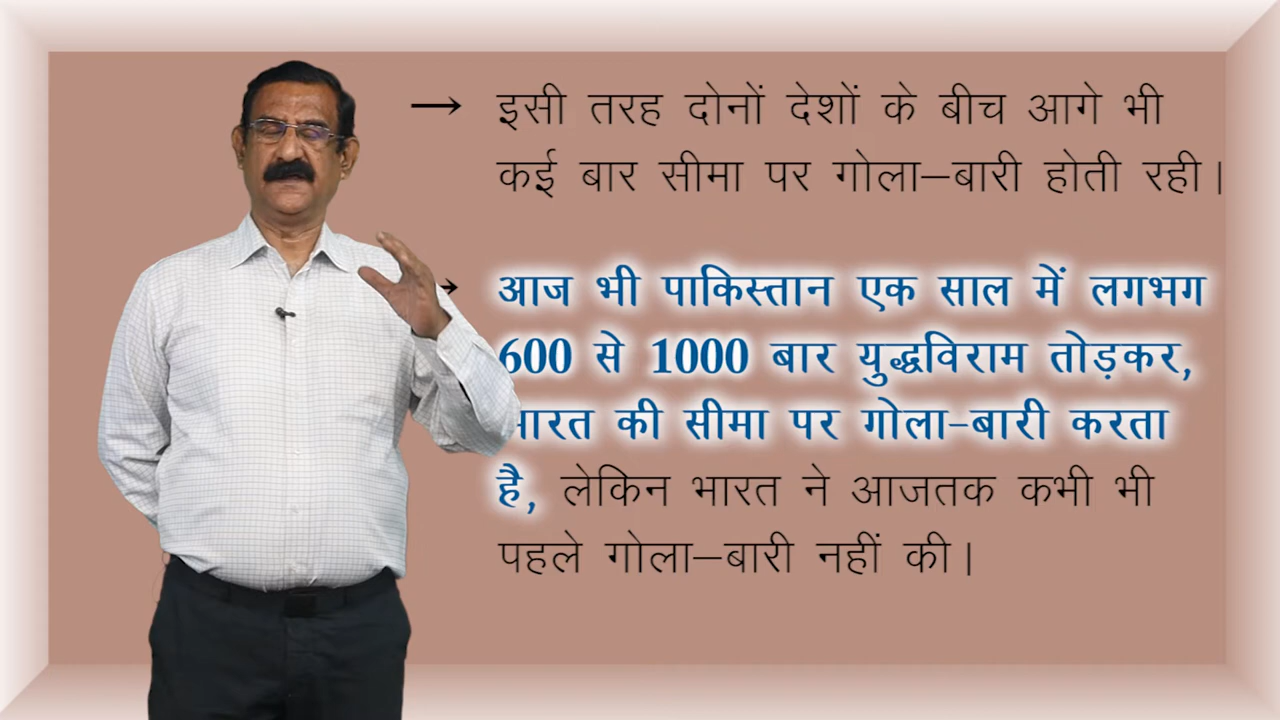 → इसी तरह दोनों देशों के बीच आगे भी
कई बार सीमा पर गोला–बारी होती रही।
→ आज भी पाकिस्तान एक साल में लगभग
600 से 1000 बार युद्धविराम तोड़कर,
की सीमा पर गोला-बारी करता
है, लेकिन भारत ने आजतक कभी भी
पहले गोला–बारी नहीं की।